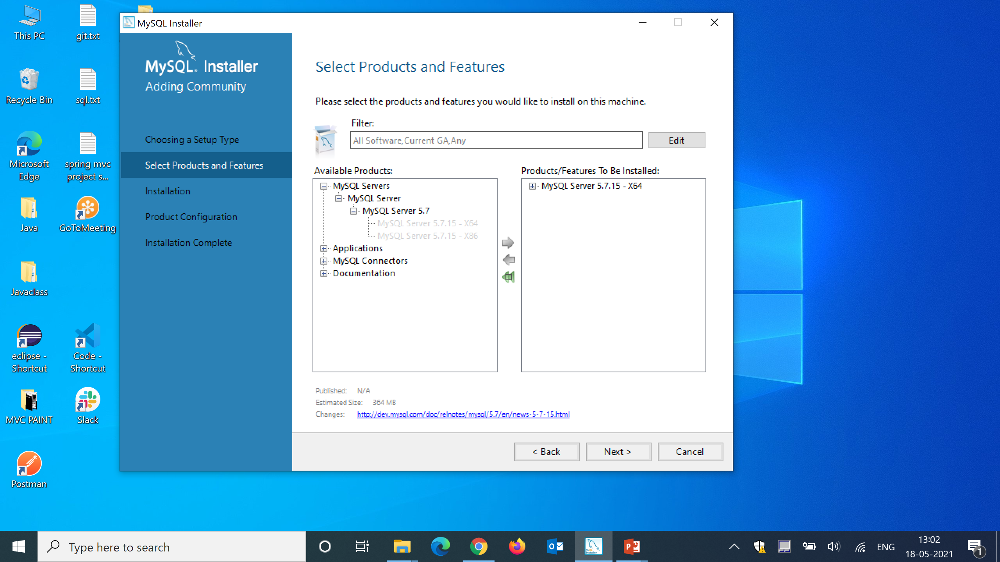 This PC
git.txt
Recycle Bin
sql.txt
Microsoft
Edge
spring mvc
project s...
Java
GoToMeeting
Javaclass
eclipse -
Shortcut
Code -
Shortcut
MVC PAINT
Slack
Postman
MySQL Installer
MySQL. Installer
Adding Community
Choosing a Setup Type
Select Products and Features
Installation
Product Configuration
Installation Complete
Select Products and Features
Please select the products and features you would like to install on this machine.
Filter:
All Software,Current GA,Any
Edit
Available Products:
MySQL Servers
MySQL Server
MySQL Server 5.7
MySQL Server 5.7.15 - X64
MySQL Server 5.7.15 - X86
Applications
MySQL Connectors
Documentation
Products/Features To Be Installed:
MySQL Server 5.7.15 - X64
Published: N/A
Estimated Size: 364 MB
Changes: http://dev.mysql.com/doc/relnotes/mysql/5.7/en/news-5-7-15.html
< Back
Next >
Cancel
Type here to search
ENG
13:02
18-05-2021
1